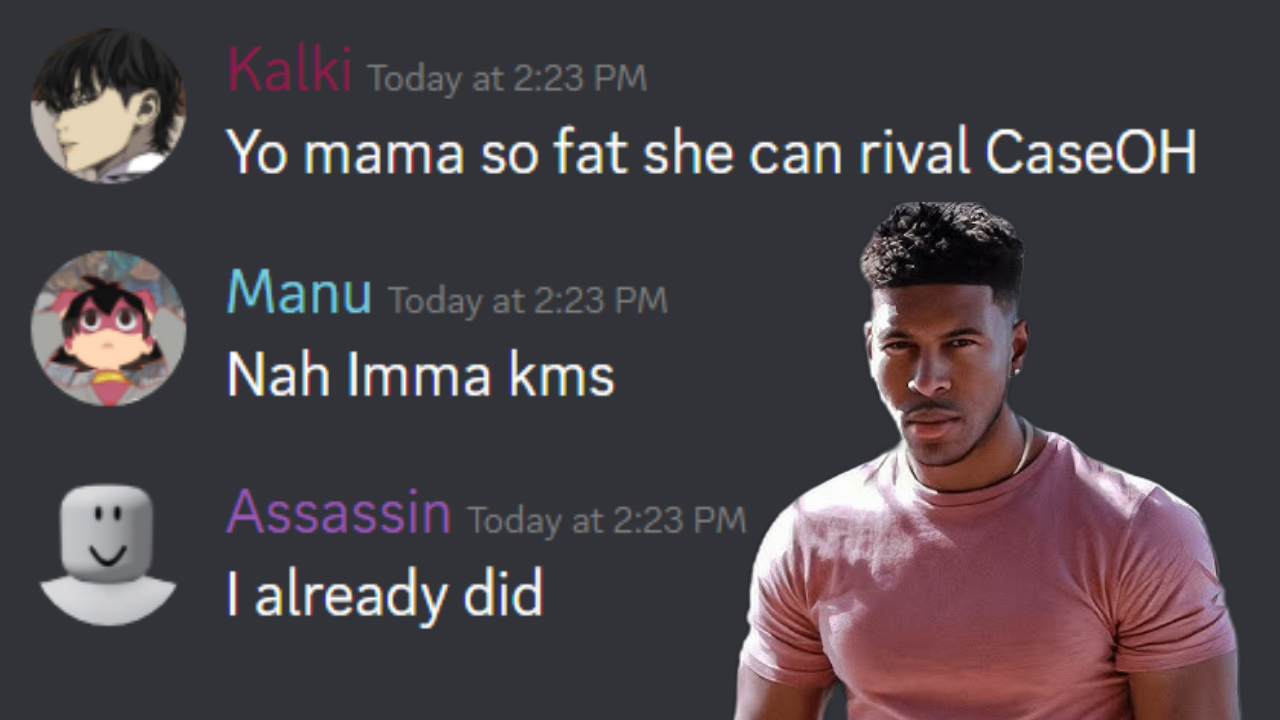 Kalki Today at 2:23 PM
Yo mama so fat she can rival CaseOH
Manu Today at 2:23 PM
Nah Imma kms
Assassin Today at 2:23 PM
I already did